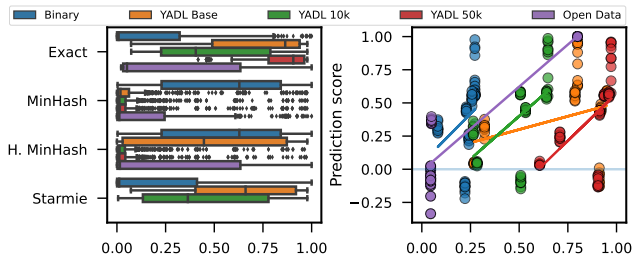 Binary YADL Base YADL 10k YADL 50k Open Data
Exact
MinHash
H. MinHash
Starmie
0.00 0.25 0.50 0.75 1.00
Prediction score
1.00
0.75
0.50
0.25
0.00
−0.25
0.0 0.5 1.0